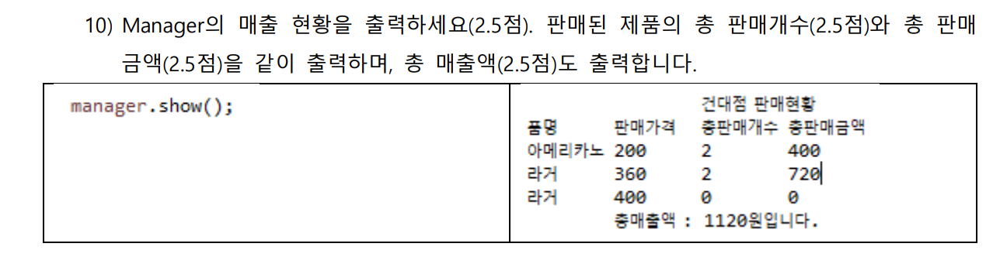 10) Manager의 매출 현황을 출력하세요(2.5점). 판매된 제품의 총 판매개수(2.5점)와 총 판매
금액(2.5점)을 같이 출력하며, 총 매출액(2.5점)도 출력합니다.
manager.show();
건대점 판매현황
품명 판매가격 총판매개수 총판매금액
아메리카노 200 2 400
라거 360 2 720
라거 400 0 0
총매출액 : 1120원입니다.